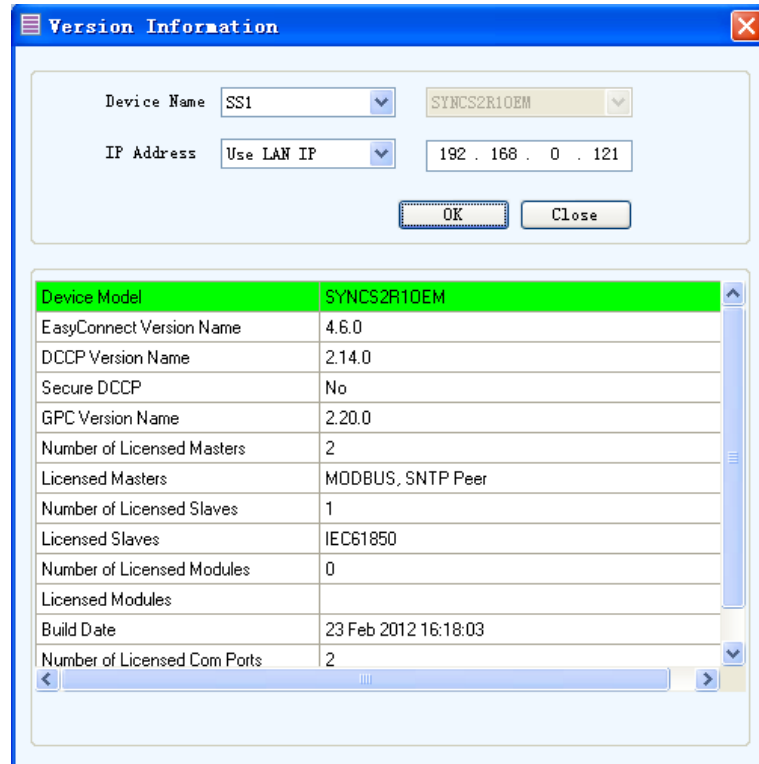 Version Information
Device Name SS1 SYNCS2R1OEM
IP Address Use LAN IP 192 . 168 . 0 . 121
OK Close
Device Model SYNCS2R1OEM
EasyConnect Version Name 4.6.0
DCCP Version Name 2.14.0
Secure DCCP No
GPC Version Name 2.20.0
Number of Licensed Masters 2
Licensed Masters MODBUS, SNTP Peer
Number of Licensed Slaves 1
Licensed Slaves IEC61850
Number of Licensed Modules 0
Licensed Modules
Build Date 23 Feb 2012 16:18:03
Number of Licensed Com Ports 2